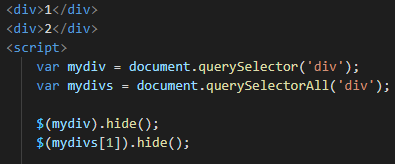 <div>1</div>
<div>2</div>
<script>
var mydiv = document.querySelector('div');
var mydivs = document.querySelectorAll('div');
$(mydiv).hide();
$(mydivs[1]).hide();